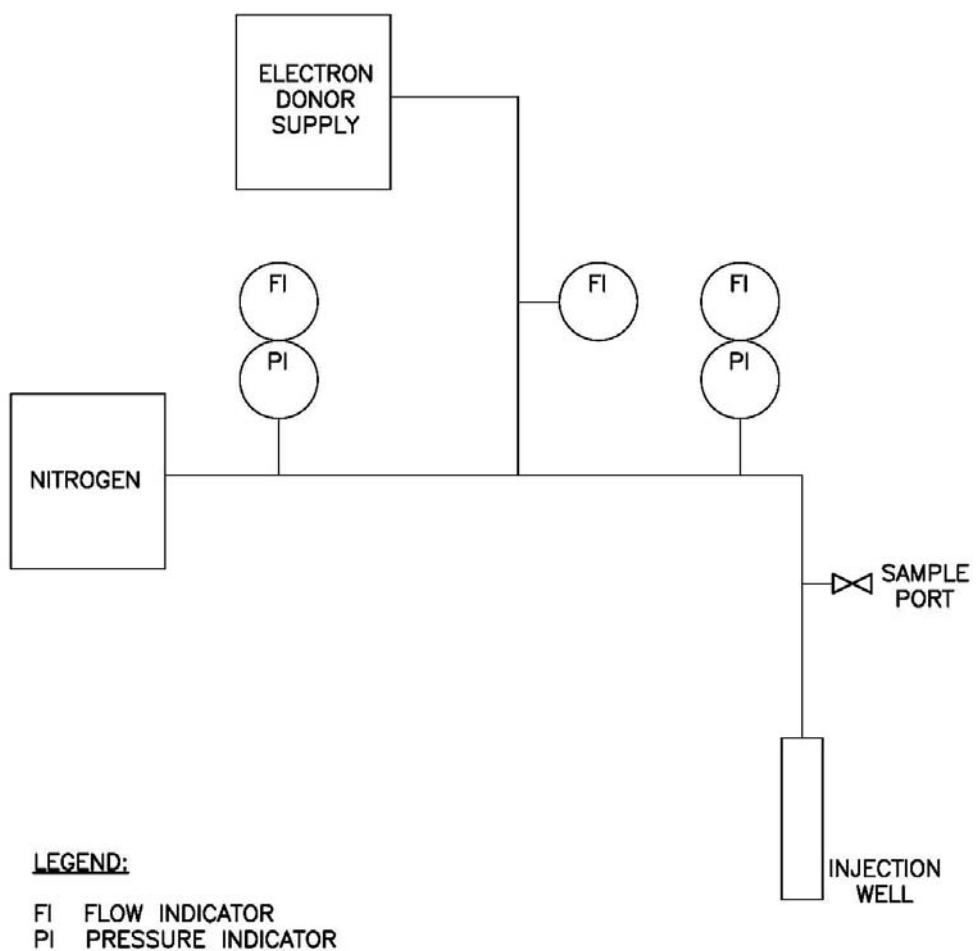 ELECTRON
DONOR
SUPPLY
FI
FI
FI
PI
PI
NITROGEN
SAMPLE
PORT
INJECTION
WELL
LEGEND:
FI FLOW INDICATOR
PI PRESSURE INDICATOR